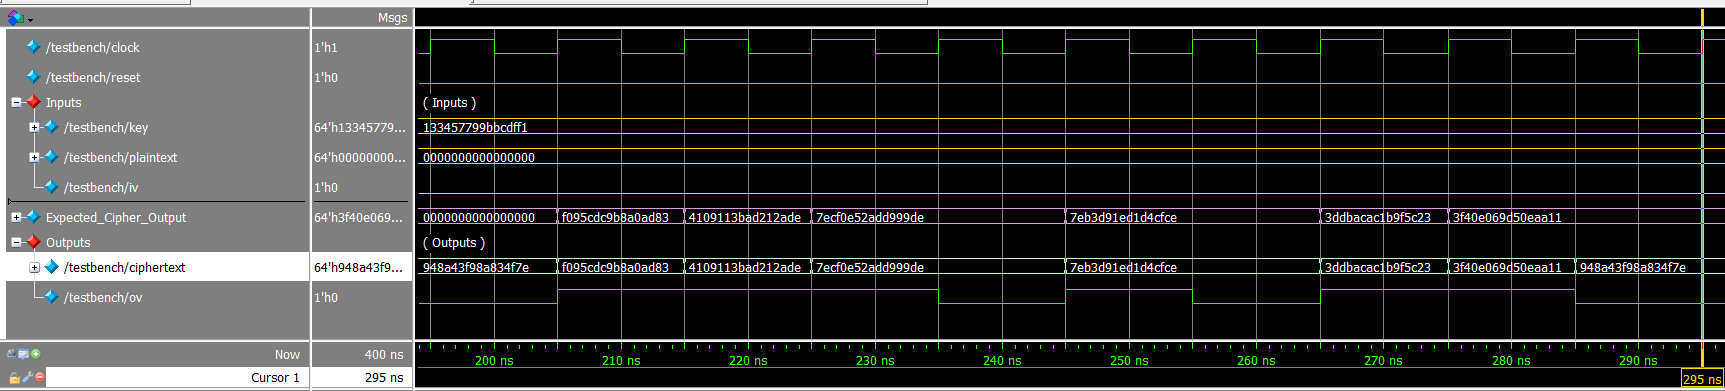 Msgs
/testbench/clock 1'h1
/testbench/reset 1'h0
Inputs ( Inputs )
/testbench/key 64'h13345779... 133457799bbcdff1
/testbench/plaintext 64'h00000000... 0000000000000000
/testbench/iv 1'h0
Expected_Cipher_Output 64'h3f40e069... 0000000000000000 f095cdc9b8a0ad83 4109113bad212ade 7ecf0e52add999de 7eb3d91ed1d4cfce 3ddbacac1b9f5c23 3f40e069d50eaa11
Outputs ( Outputs )
/testbench/ciphertext 64'h948a43f9... 948a43f98a834f7e f095cdc9b8a0ad83 4109113bad212ade 7ecf0e52add999de 7eb3d91ed1d4cfce 3ddbacac1b9f5c23 3f40e069d50eaa11 948a43f98a834f7e
/testbench/ov 1'h0
Now 400 ns 200 ns 210 ns 220 ns 230 ns 240 ns 250 ns 260 ns 270 ns 280 ns 290 ns
Cursor 1 295 ns 295 ns